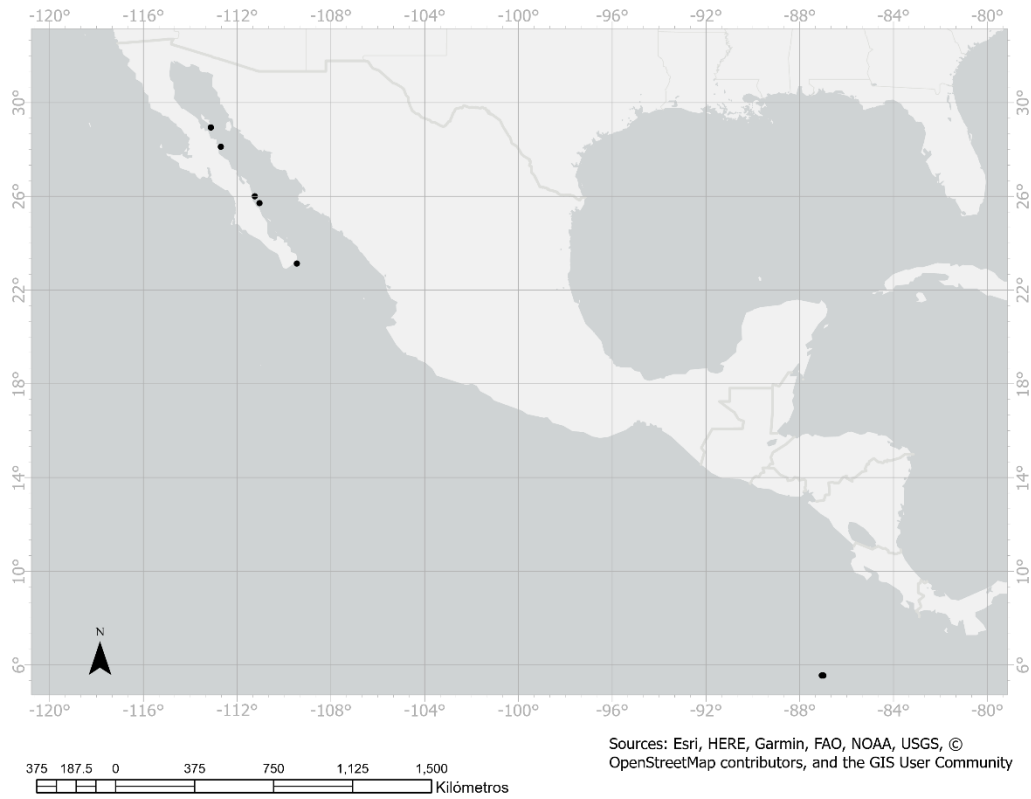 -120° -116° -112° -108° -104° -100° -96° -92° -88° -84° -80°
30° 30°
26° 26°
22° 22°
18° 18°
14° 14°
10° 10°
N
6° 6°
-120° -116° -112° -108° -104° -100° -96° -92° -88° -84° -80°
Sources: Esri, HERE, Garmin, FAO, NOAA, USGS, ©
OpenStreetMap contributors, and the GIS User Community
375 187.5 0 375 750 1,125 1,500
Kilómetros